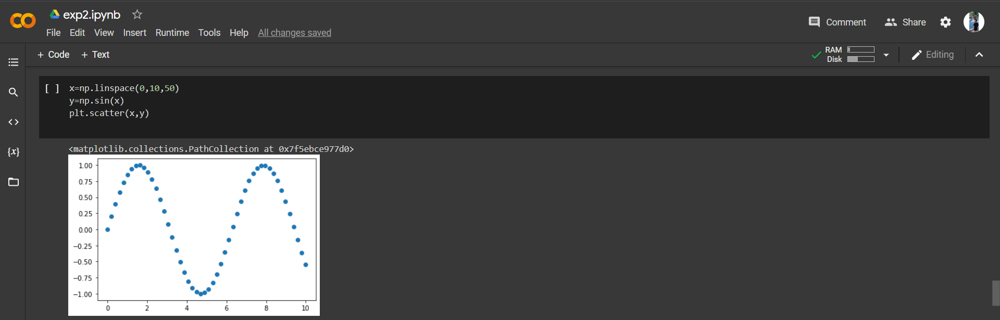 exp2.ipynb
File Edit View Insert Runtime Tools Help All changes saved
Comment Share
+ Code + Text
RAM
Disk
Editing
{x}
[ ] x=np.linspace(0,10,50)
y=np.sin(x)
plt.scatter(x,y)
<matplotlib.collections.PathCollection at 0x7f5ebce977d0>
1.00
0.75
0.50
0.25
0.00
−0.25
−0.50
−0.75
−1.00
0 2 4 6 8 10